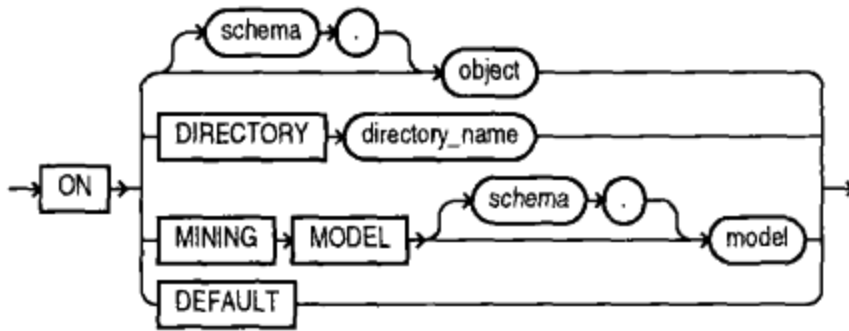 schema .
object
DIRECTORY directory_name
ON
schema .
MINING MODEL model
DEFAULT